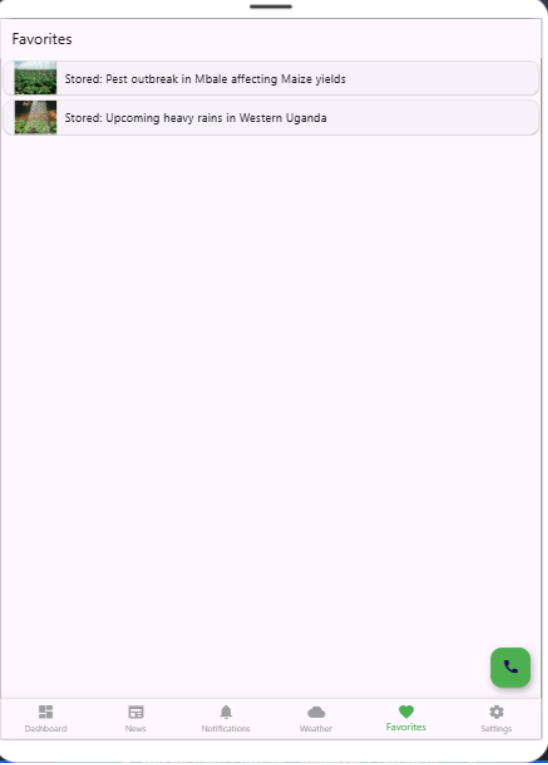 Favorites
Stored: Pest outbreak in Mbale affecting Maize yields
Stored: Upcoming heavy rains in Western Uganda
Dashboard
News
Notifications
Weather
Favorites
Settings